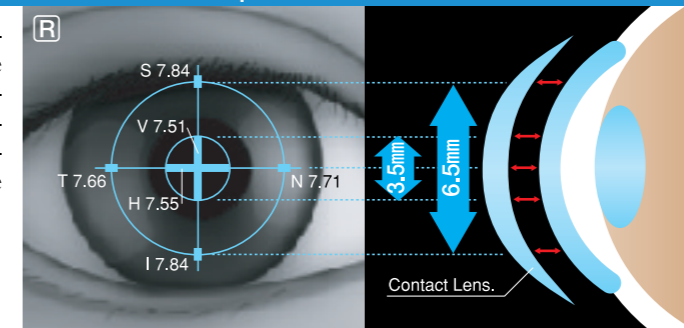 R
S 7.84
V 7.51
T 7.66
N 7.71
H 7.55
I 7.84
3.5mm
6.5mm
Contact Lens.